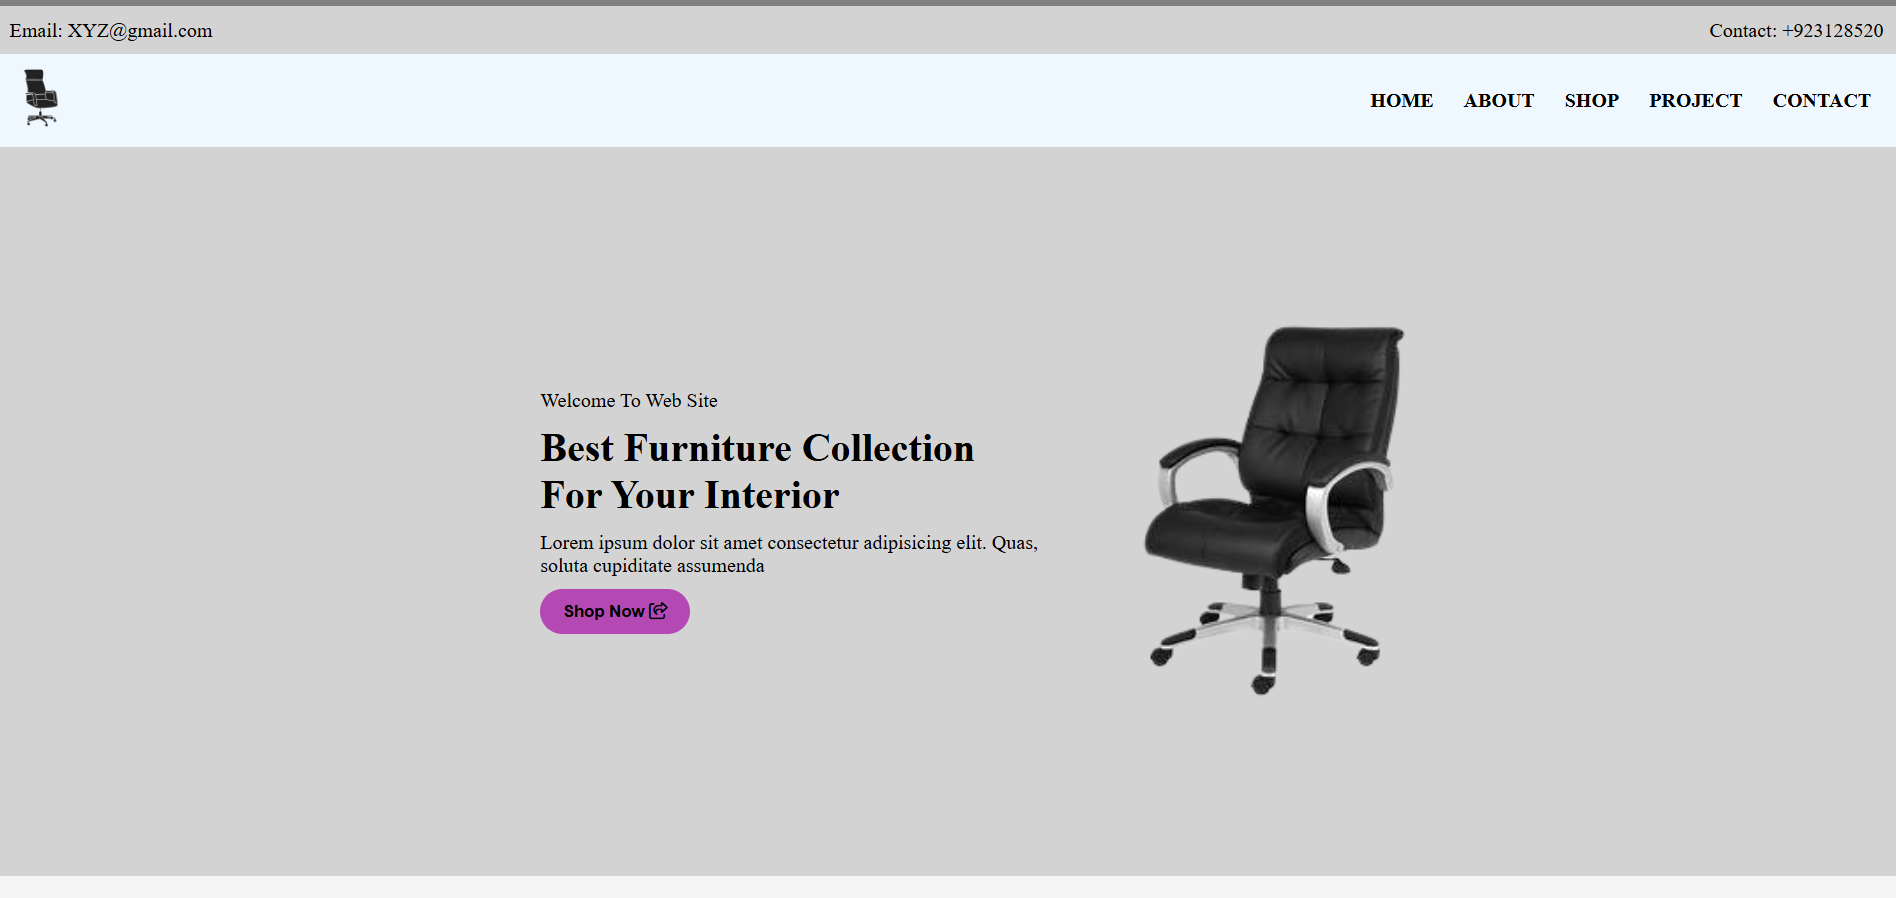 Email: XYZ@gmail.com
Contact: +923128520
HOME ABOUT SHOP PROJECT CONTACT
Welcome To Web Site
Best Furniture Collection
For Your Interior
Lorem ipsum dolor sit amet consectetur adipisicing elit. Quas,
soluta cupiditate assumenda
Shop Now